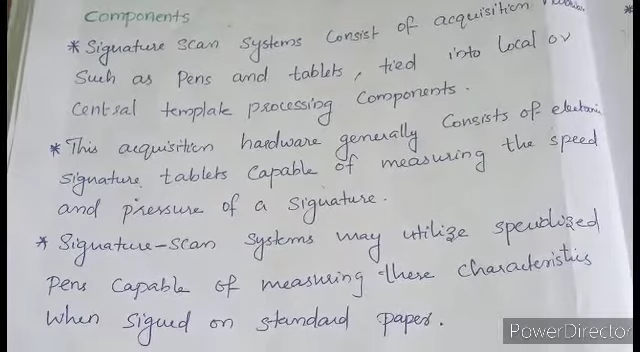 Components
* Signature scan systems consist of acquisition
Such as Pens and tablets, tied into local or
Central template processing Components.
* This acquisition hardware generally Consists of electronic
signature tablets Capable of measuring the speed
and pressure of a signature.
* Signature-scan systems may utilize
Pens Capable of measuring these characteristics
when signed on standard paper.
PowerDirector